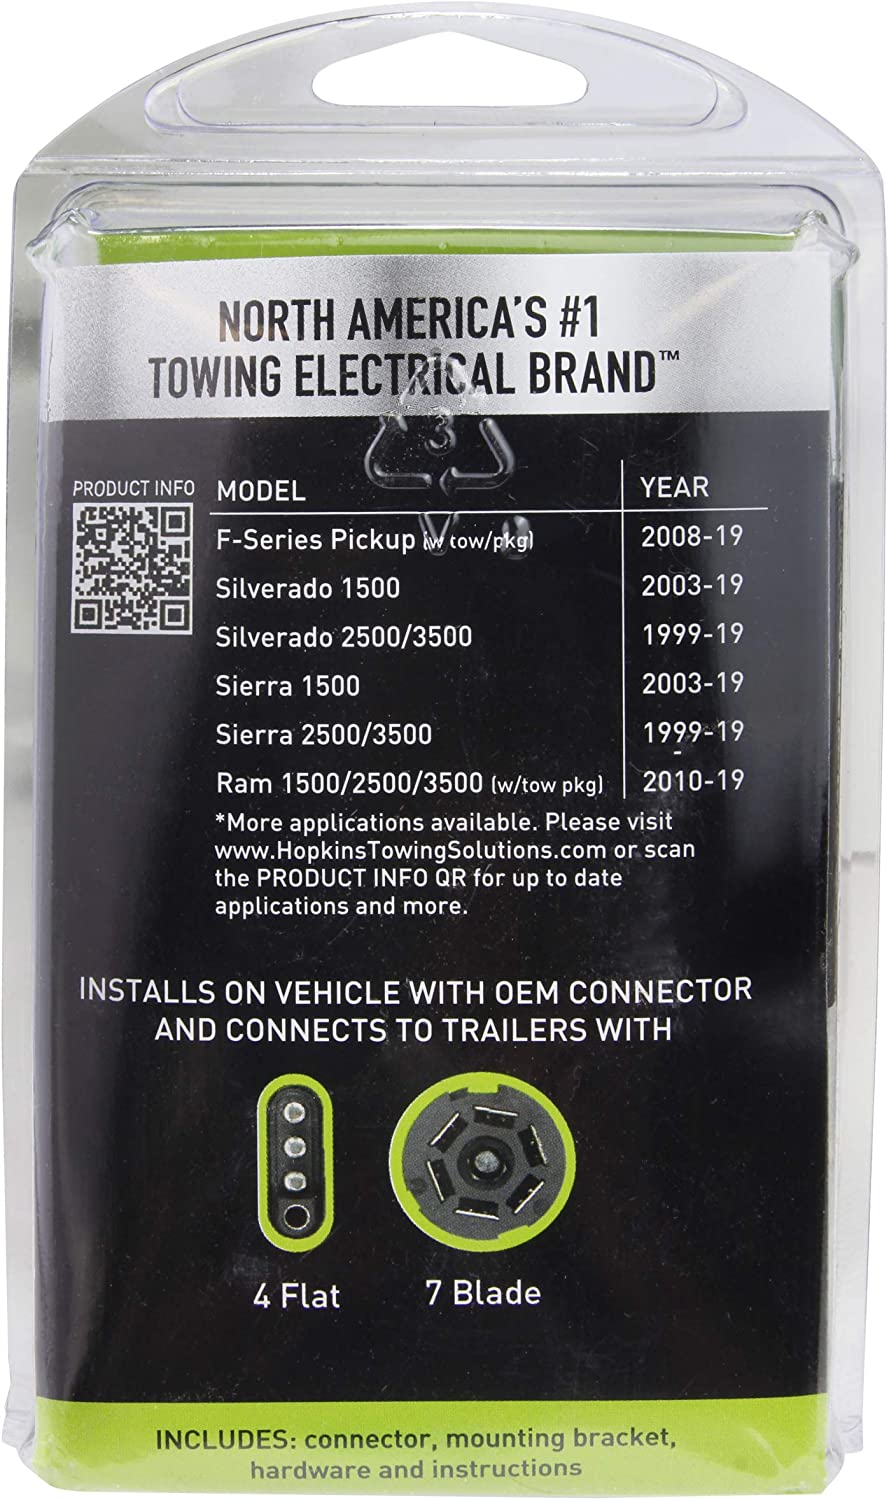 NORTH AMERICA'S #1
TOWING ELECTRICAL BRAND™
3
V
PRODUCT INFO
MODEL YEAR
F-Series Pickup (w tow/pkg) 2008-19
Silverado 1500 2003-19
Silverado 2500/3500 1999-19
Sierra 1500 2003-19
Sierra 2500/3500 1999-19
Ram 1500/2500/3500 (w/tow pkg) 2010-19
*More applications available. Please visit
www.HopkinsTowingSolutions.com or scan
the PRODUCT INFO QR for up to date
applications and more.
INSTALLS ON VEHICLE WITH OEM CONNECTOR
AND CONNECTS TO TRAILERS WITH
4 Flat 7 Blade
INCLUDES: connector, mounting bracket,
hardware and instructions